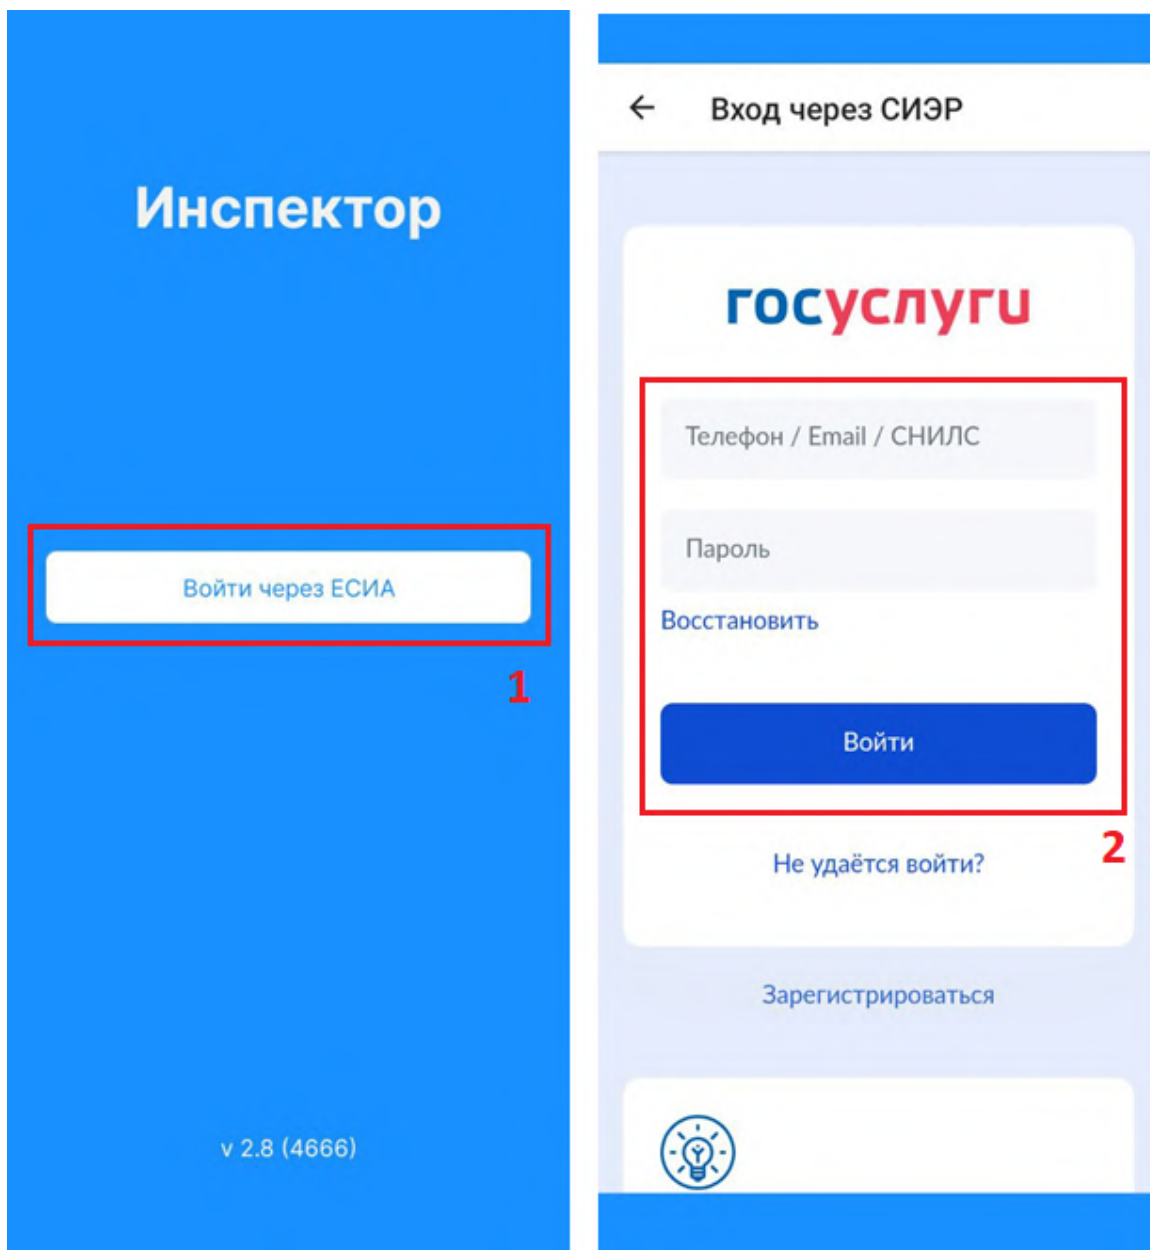 Инспектор
Войти через ЕСИА
1
v 2.8 (4666)
Вход через СИЭР
госуслуги
Телефон / Email / СНИЛС
Пароль
Восстановить
Войти
2
Не удаётся войти?
Зарегистрироваться